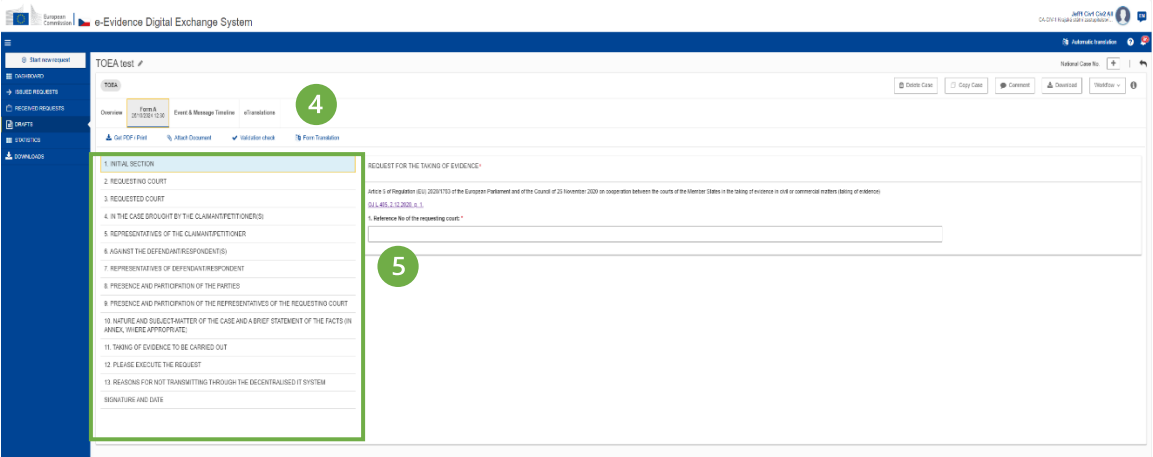 European
Commission
e-Evidence Digital Exchange System
EN
Automatic translation
Start new request
TOEA test
National Case No.
DASHBOARD
TOEA
Delete Case
Copy Case
Comment
Download
Workflow
ISSUED REQUESTS
RECEIVED REQUESTS
Overview
Form A
Event & Message Timeline
eTranslations
4
DRAFTS
STATISTICS
Get PDF / Print
Attach Document
Validation check
Form Translation
DOWNLOADS
1. INITIAL SECTION
REQUEST FOR THE TAKING OF EVIDENCE*
2. REQUESTING COURT
Article 5 of Regulation (EU) 2020/1783 of the European Parliament and of the Council of 25 November 2020 on cooperation between the courts of the Member States in the taking of evidence in civil or commercial matters (taking of evidence)
3. REQUESTED COURT
OJ L 405, 2.12.2020, p. 1.
4. IN THE CASE BROUGHT BY THE CLAIMANT/PETITIONER(S)
1. Reference No of the requesting court: *
5. REPRESENTATIVES OF THE CLAIMANT/PETITIONER
6. AGAINST THE DEFENDANT/RESPONDENT(S)
5
7. REPRESENTATIVES OF DEFENDANT/RESPONDENT
8. PRESENCE AND PARTICIPATION OF THE PARTIES
9. PRESENCE AND PARTICIPATION OF THE REPRESENTATIVES OF THE REQUESTING COURT
10. NATURE AND SUBJECT-MATTER OF THE CASE AND A BRIEF STATEMENT OF THE FACTS (IN
ANNEX, WHERE APPROPRIATE)
11. TAKING OF EVIDENCE TO BE CARRIED OUT
12. PLEASE EXECUTE THE REQUEST
13. REASONS FOR NOT TRANSMITTING THROUGH THE DECENTRALISED IT SYSTEM
SIGNATURE AND DATE